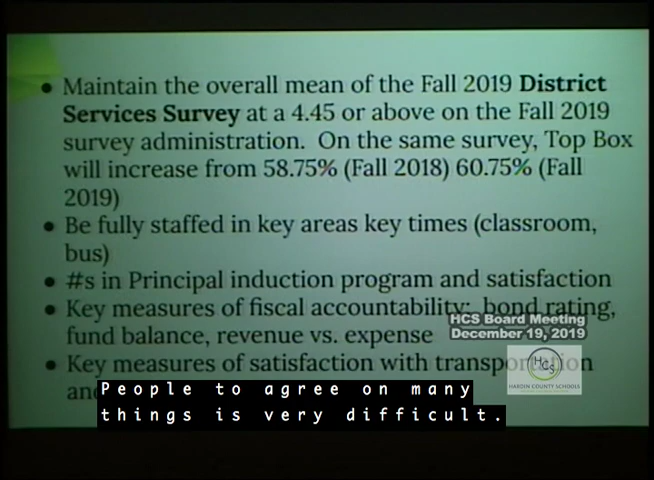 • Maintain the overall mean of the Fall 2019 District
Services Survey at a 4.45 or above on the Fall 2019
survey administration. On the same survey, Top Box
will increase from 58.75% (Fall 2018) 60.75% (Fall
2019)
• Be fully staffed in key areas key times (classroom,
bus)
• #s in Principal induction program and satisfaction
• Key measures of fiscal accountability: bond rating,
fund balance, revenue vs. expense
HCS Board Meeting
December 19, 2019
• Key measures of satisfaction with transportation
HCS
HARDIN COUNTY SCHOOLS
People to agree on many
things is very difficult.